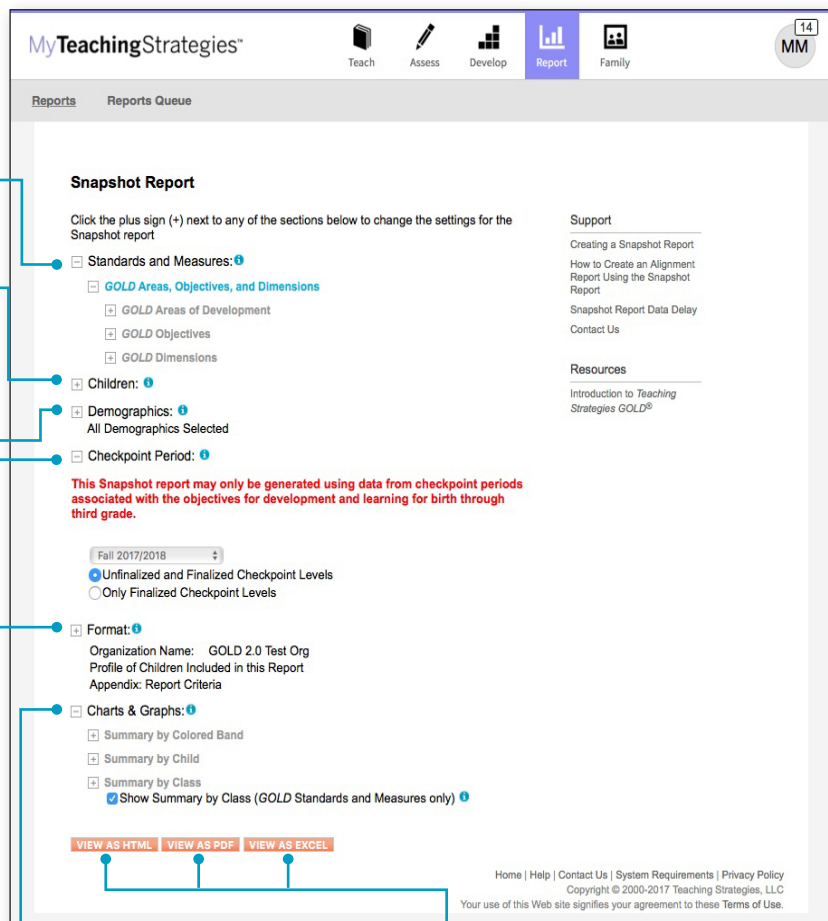 MyTeachingStrategies™
Teach
Assess
Develop
Report
Family
14
MM
Reports
Reports Queue
Snapshot Report
Click the plus sign (+) next to any of the sections below to change the settings for the
Snapshot report
Standards and Measures:
GOLD Areas, Objectives, and Dimensions
GOLD Areas of Development
GOLD Objectives
GOLD Dimensions
Children:
Demographics:
All Demographics Selected
Checkpoint Period:
This Snapshot report may only be generated using data from checkpoint periods
associated with the objectives for development and learning for birth through
third grade.
Fall 2017/2018
Unfinalized and Finalized Checkpoint Levels
Only Finalized Checkpoint Levels
Format:
Organization Name: GOLD 2.0 Test Org
Profile of Children Included in this Report
Appendix: Report Criteria
Charts & Graphs:
Summary by Colored Band
Summary by Child
Summary by Class
Show Summary by Class (GOLD Standards and Measures only)
VIEW AS HTML
VIEW AS PDF
VIEW AS EXCEL
Support
Creating a Snapshot Report
How to Create an Alignment
Report Using the Snapshot
Report
Snapshot Report Data Delay
Contact Us
Resources
Introduction to Teaching
Strategies GOLD®
Home | Help | Contact Us | System Requirements | Privacy Policy
Copyright © 2000-2017 Teaching Strategies, LLC
Your use of this Web site signifies your agreement to these Terms of Use.